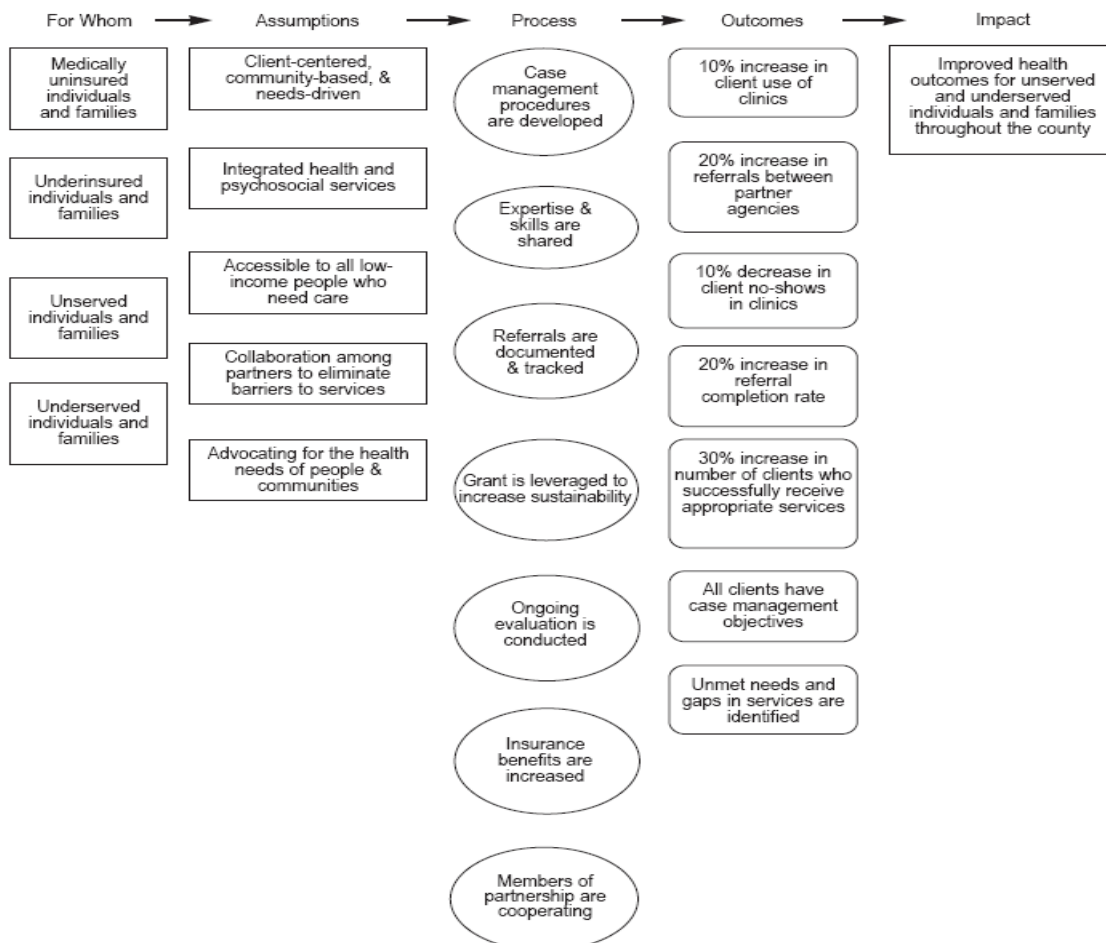 For Whom
Assumptions
Process
Outcomes
Impact
Medically
uninsured
individuals
and families
Underinsured
individuals and
families
Unserved
individuals and
families
Underserved
individuals and
families
Client-centered,
community-based, &
needs-driven
Integrated health and
psychosocial services
Accessible to all low-
income people who
need care
Collaboration among
partners to eliminate
barriers to services
Advocating for the health
needs of people &
communities
Case
management
procedures
are developed
Expertise &
skills are
shared
Referrals are
documented
& tracked
Grant is leveraged to
increase sustainability
Ongoing
evaluation is
conducted
Insurance
benefits are
increased
Members of
partnership are
cooperating
10% increase in
client use of
clinics
20% increase in
referrals between
partner
agencies
10% decrease in
client no-shows
in clinics
20% increase in
referral
completion rate
30% increase in
number of clients who
successfully receive
appropriate services
All clients have
case management
objectives
Unmet needs and
gaps in services are
identified
Improved health
outcomes for unserved
and underserved
individuals and families
throughout the county